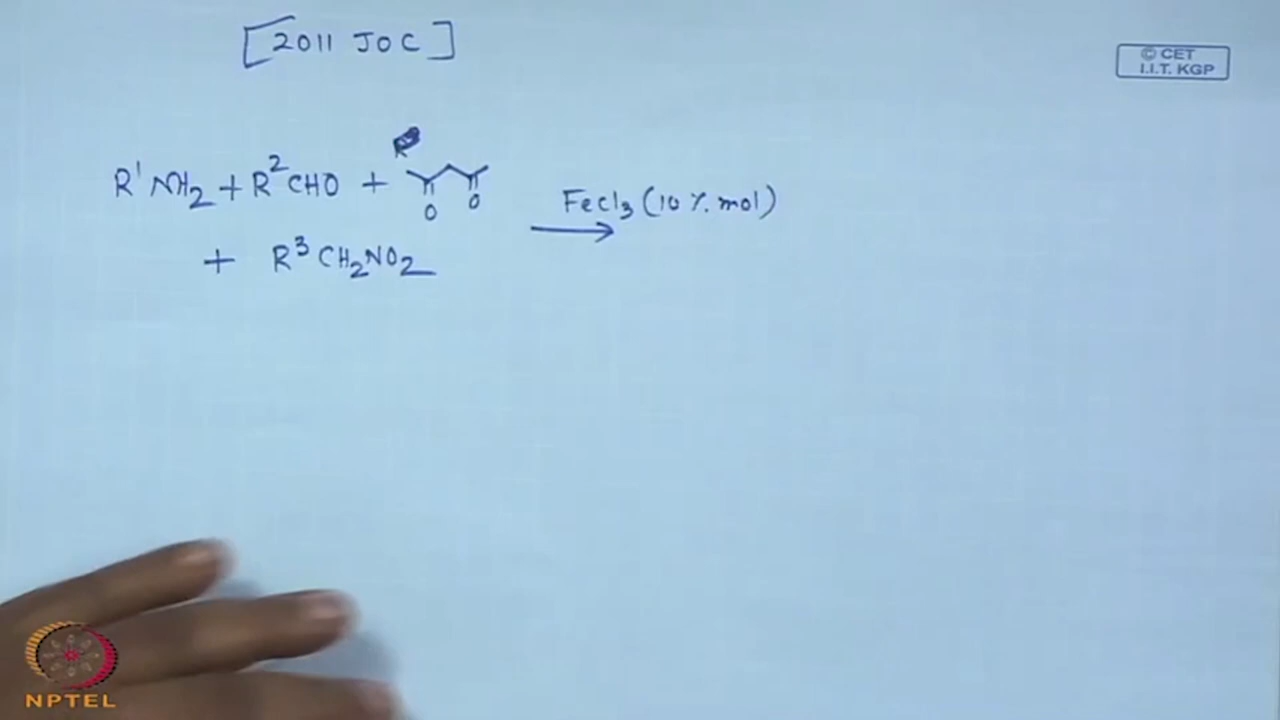 [2011 JOC]
© CET
I.I.T. KGP
R¹NH₂ + R²CHO + O O
FeCl₃ (10 % mol)
+ R³CH₂NO₂
NPTEL